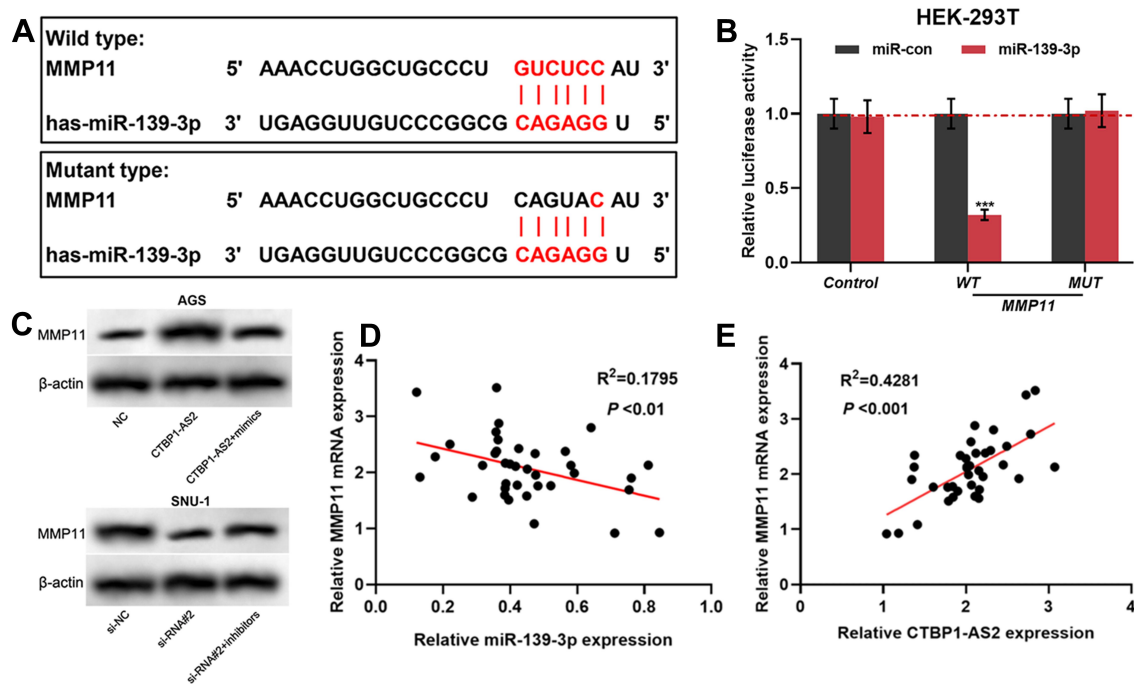 A
Wild type:
MMP11 5' AAACCUGGCUGCCCU GUCUCC AU 3'
has-miR-139-3p 3' UGAGGUUGUCCCGGCG CAGAGG U 5'
Mutant type:
MMP11 5' AAACCUGGCUGCCCU CAGUAC AU 3'
has-miR-139-3p 3' UGAGGUUGUCCCGGCG CAGAGG U 5'
B
HEK-293T
miR-con miR-139-3p
Relative luciferase activity
1.5
1.0
0.5
0.0
***
Control WT MUT
MMP11
C
AGS
MMP11
β-actin
NC CTBP1-AS2 CTBP1-AS2+mimics
SNU-1
MMP11
β-actin
si-NC si-RNA#2 si-RNA#2+inhibitors
D
Relative MMP11 mRNA expression
4
3
2
1
0
R²=0.1795
P <0.01
0.0 0.2 0.4 0.6 0.8 1.0
Relative miR-139-3p expression
E
Relative MMP11 mRNA expression
4
3
2
1
0
R²=0.4281
P <0.001
0 1 2 3 4
Relative CTBP1-AS2 expression